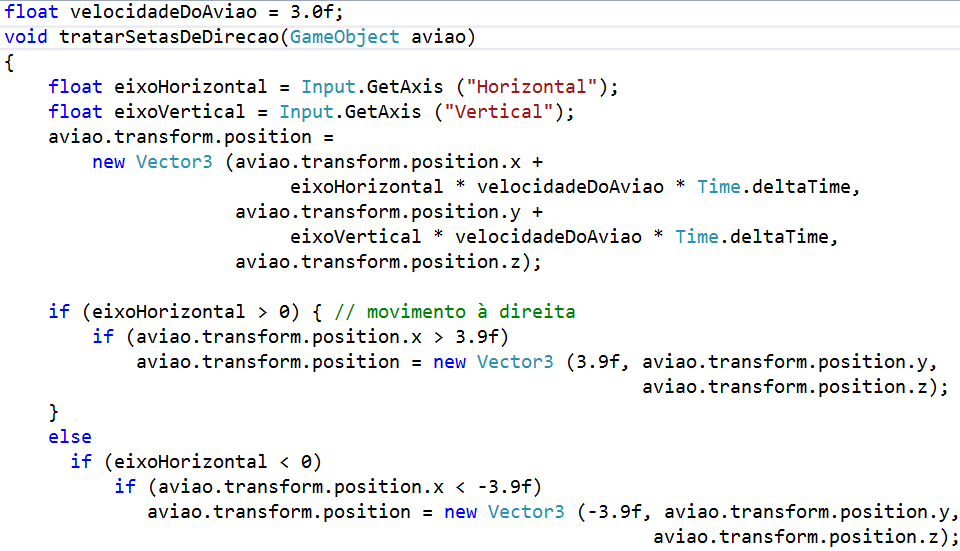 float velocidadeDoAviao = 3.0f;
void tratarSetasDeDirecao(GameObject aviao)
{
    float eixoHorizontal = Input.GetAxis ("Horizontal");
    float eixoVertical = Input.GetAxis ("Vertical");
    aviao.transform.position =
        new Vector3 (aviao.transform.position.x +
                          eixoHorizontal * velocidadeDoAviao * Time.deltaTime,
                     aviao.transform.position.y +
                          eixoVertical * velocidadeDoAviao * Time.deltaTime,
                     aviao.transform.position.z);

    if (eixoHorizontal > 0) { // movimento à direita
        if (aviao.transform.position.x > 3.9f)
            aviao.transform.position = new Vector3 (3.9f, aviao.transform.position.y,
                                                          aviao.transform.position.z);
    }
    else
      if (eixoHorizontal < 0)
          if (aviao.transform.position.x < -3.9f)
             aviao.transform.position = new Vector3 (-3.9f, aviao.transform.position.y,
                                                           aviao.transform.position.z);